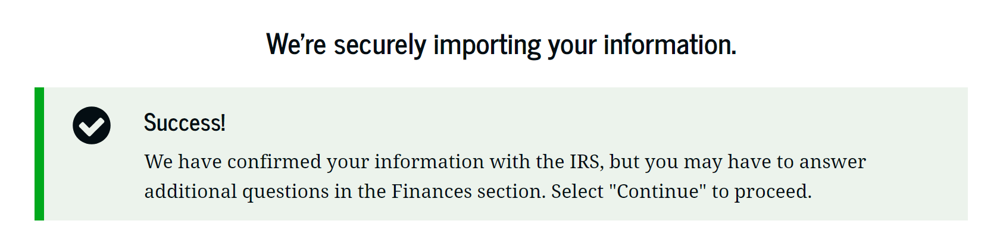 We’re securely importing your information.
Success!
We have confirmed your information with the IRS, but you may have to answer
additional questions in the Finances section. Select "Continue" to proceed.